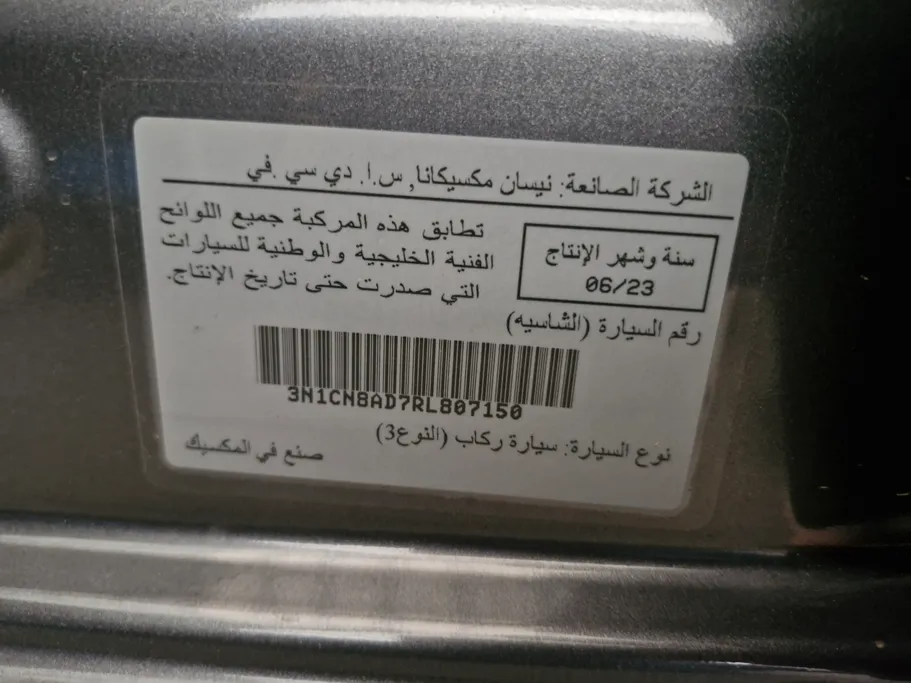 الشركة الصانعة: نيسان مكسيكانا, س.ا. دي سي .في
سنة وشهر الإنتاج
06/23
تطابق هذه المركبة جميع اللوائح
الفنية الخليجية والوطنية للسيارات
التي صدرت حتى تاريخ الإنتاج.
رقم السيارة (الشاسيه)
3N1CN8AD7RL807150
نوع السيارة: سيارة ركاب (النوع3)
صنع في المكسيك